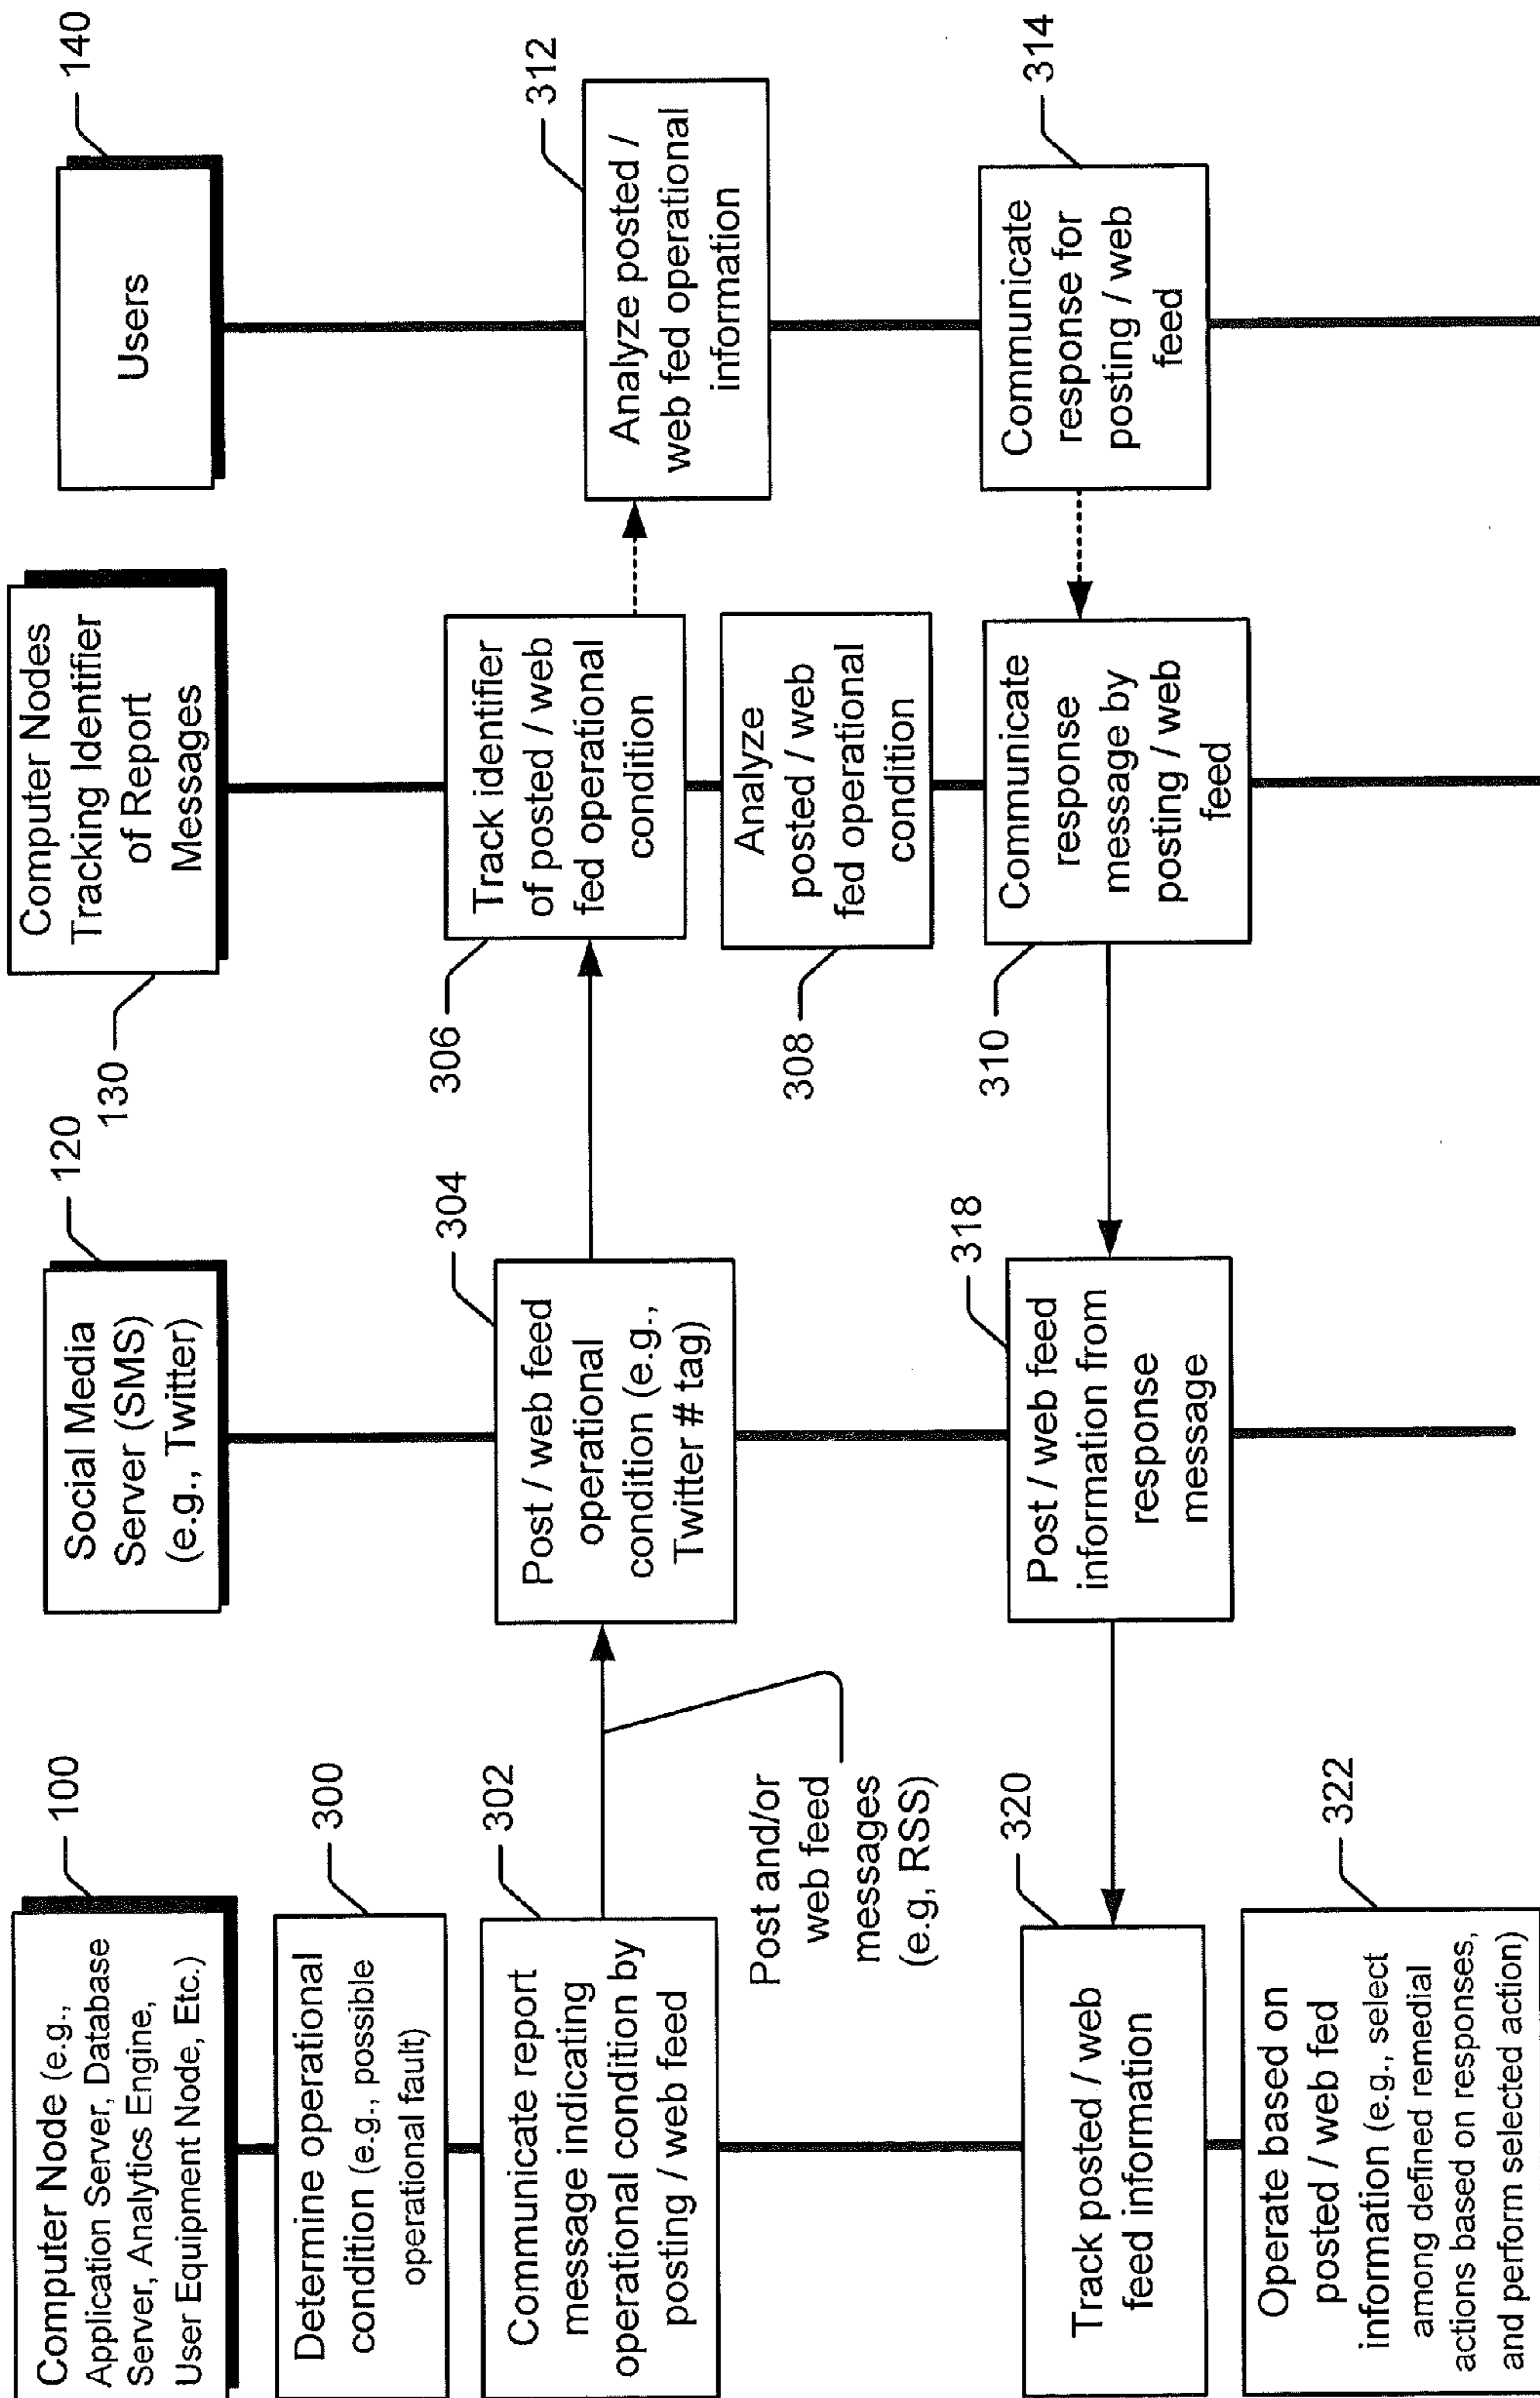 Computer Node (e.g.,
Application Server, Database
Server, Analytics Engine,
User Equipment Node, Etc.)
100
Social Media
Server (SMS)
(e.g., Twitter)
120
Computer Nodes
Tracking Identifier
of Report
Messages
130
Users
140
Determine operational
condition (e.g., possible
operational fault)
300
Communicate report
message indicating
operational condition by
posting / web feed
302
Post and/or
web feed
messages
(e.g, RSS)
Post / web feed
operational
condition (e.g.,
Twitter # tag)
304
Track identifier
of posted / web
fed operational
condition
306
Analyze posted /
web fed operational
information
312
Analyze
posted / web
fed operational
condition
308
Communicate
response for
posting / web
feed
314
Communicate
response
message by
posting / web
feed
310
Post / web feed
information from
response
message
318
Track posted / web
feed information
320
Operate based on
posted / web fed
information (e.g., select
among defined remedial
actions based on responses,
and perform selected action)
322